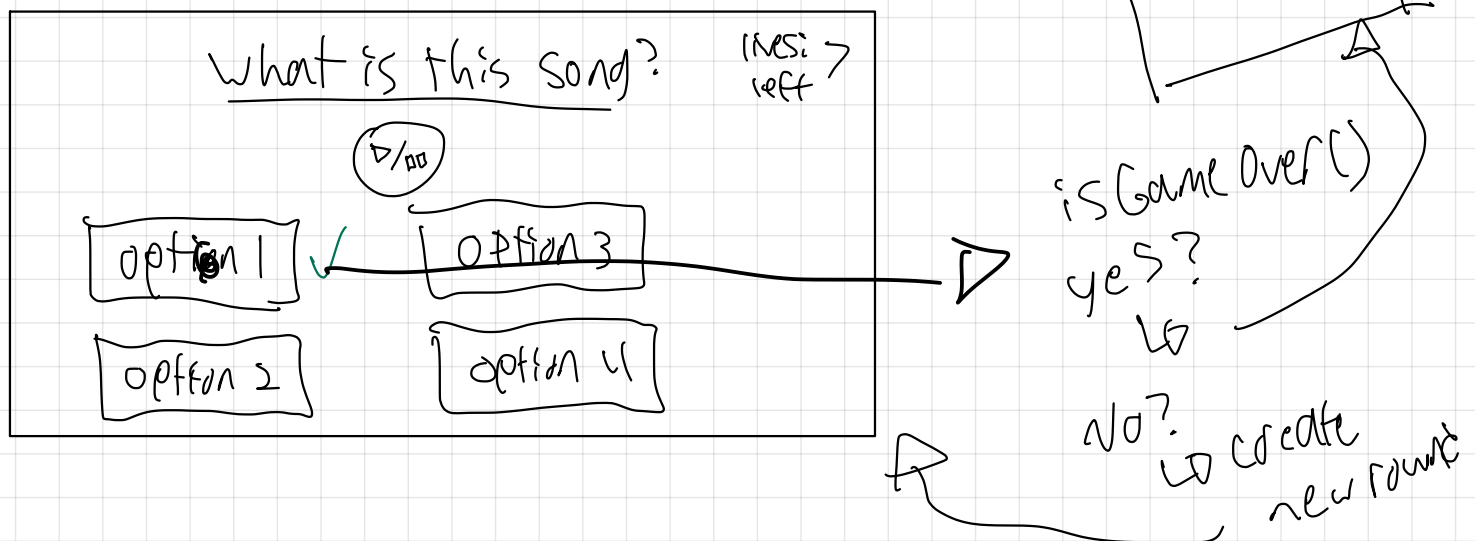 What is this song?
lives:
left
option 1
option 3
option 2
option 4
isGameOver()
yes?
No?
create
new round